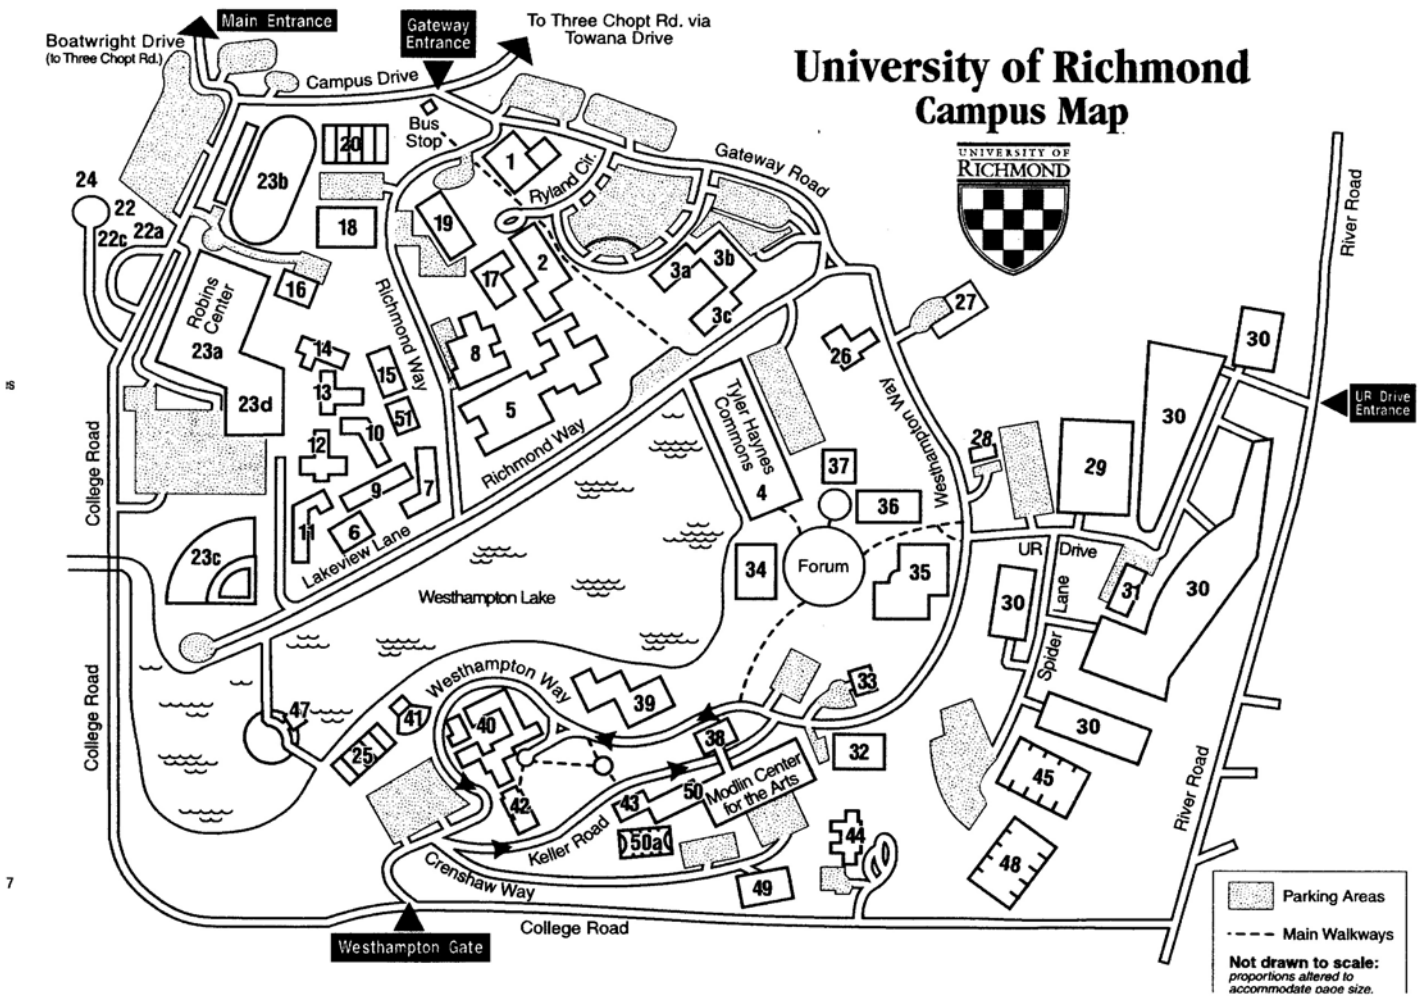 Main Entrance
Boatwright Drive
(to Three Chopt Rd.)
Gateway
Entrance
To Three Chopt Rd. via
Towana Drive
University of Richmond
Campus Map
UNIVERSITY OF
RICHMOND
Campus Drive
Bus
Stop
20
1
Ryland Cir.
Gateway Road
River Road
24
22
22a
22c
23b
18
19
17
2
3a
3b
3c
16
Robins
Center
23a
23d
Richmond Way
27
26
30
14
13
15
51
8
5
12
10
9
7
11
6
Richmond Way
Tyler Haynes
Commons
4
Westhampton Way
UR Drive
Entrance
28
29
30
37
36
College Road
23c
Lakeview Lane
Westhampton Lake
34
Forum
35
UR Drive
30
Lane
Spider
31
30
College Road
Westhampton Way
47
41
25
40
39
33
38
32
30
45
48
42
43
50
Modlin Center
for the Arts
50a
Keller Road
Crenshaw Way
44
49
River Road
Westhampton Gate
College Road
Parking Areas
Main Walkways
Not drawn to scale:
proportions altered to
accommodate page size.
7